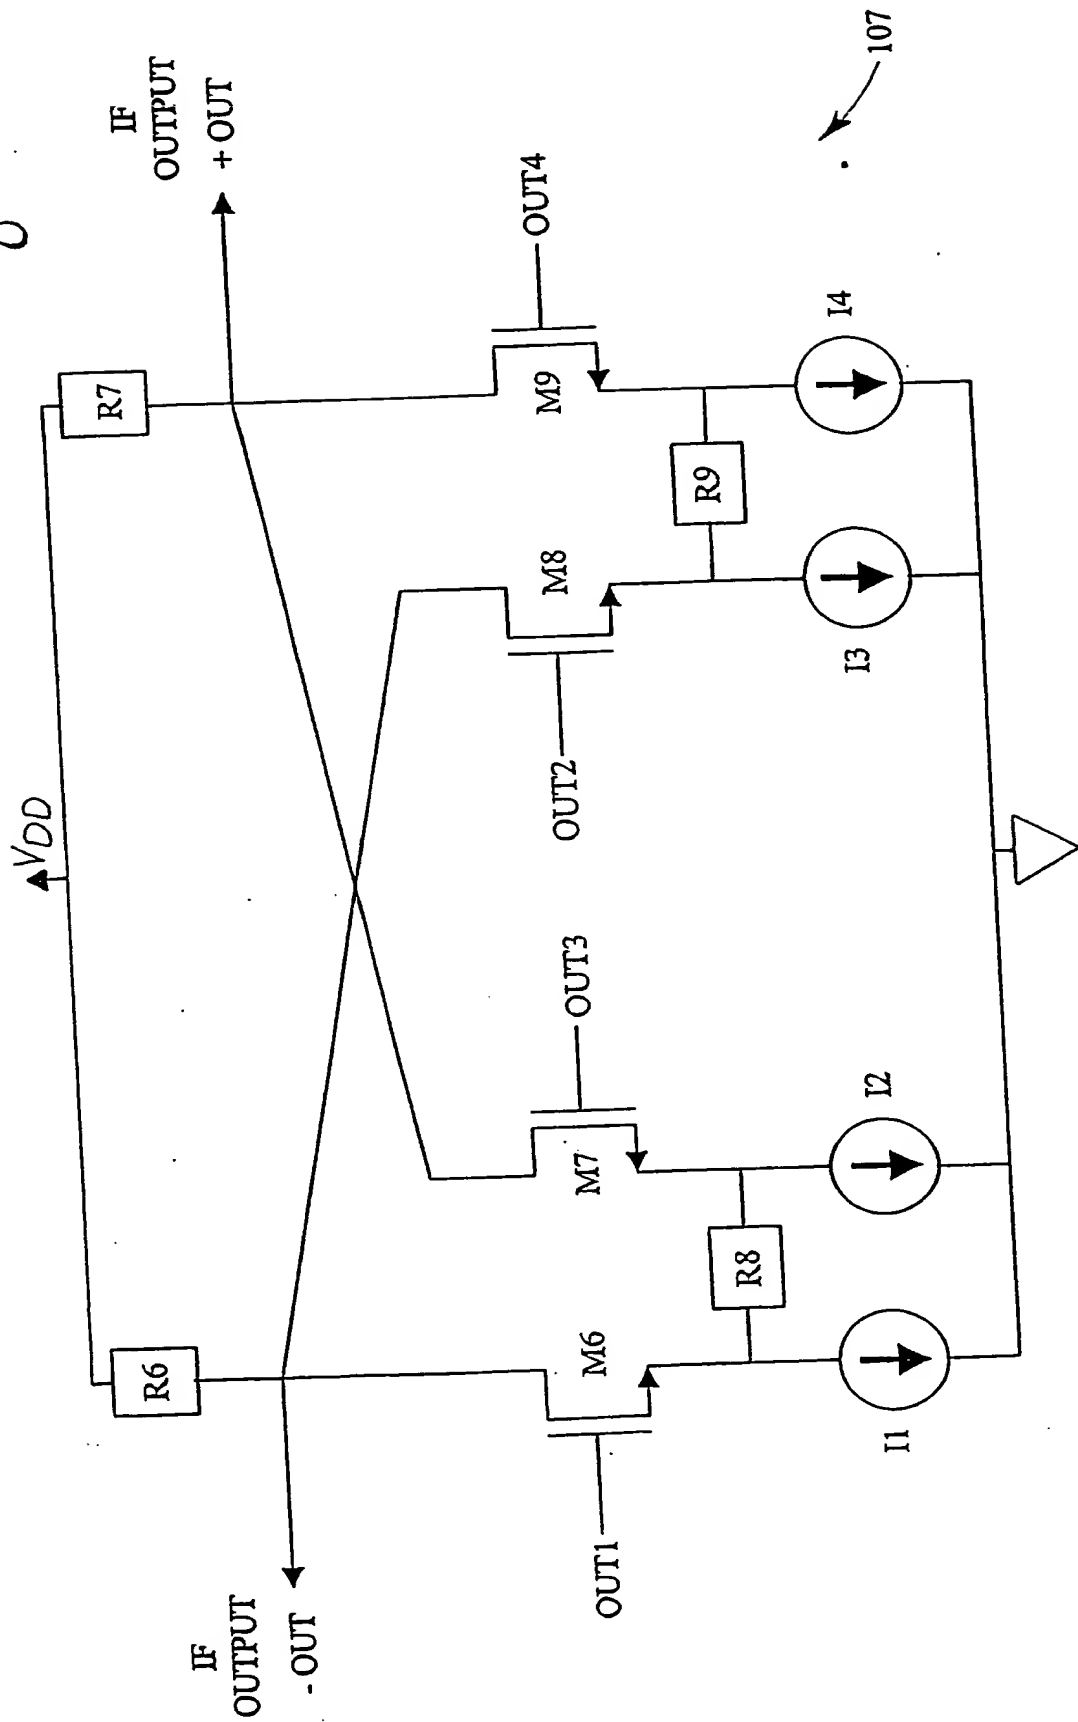 VDD
R6
R7
IF
OUTPUT
- OUT
IF
OUTPUT
+ OUT
OUT1
M6
M7
OUT3
OUT2
M8
M9
OUT4
R8
R9
I1
I2
I3
I4
107